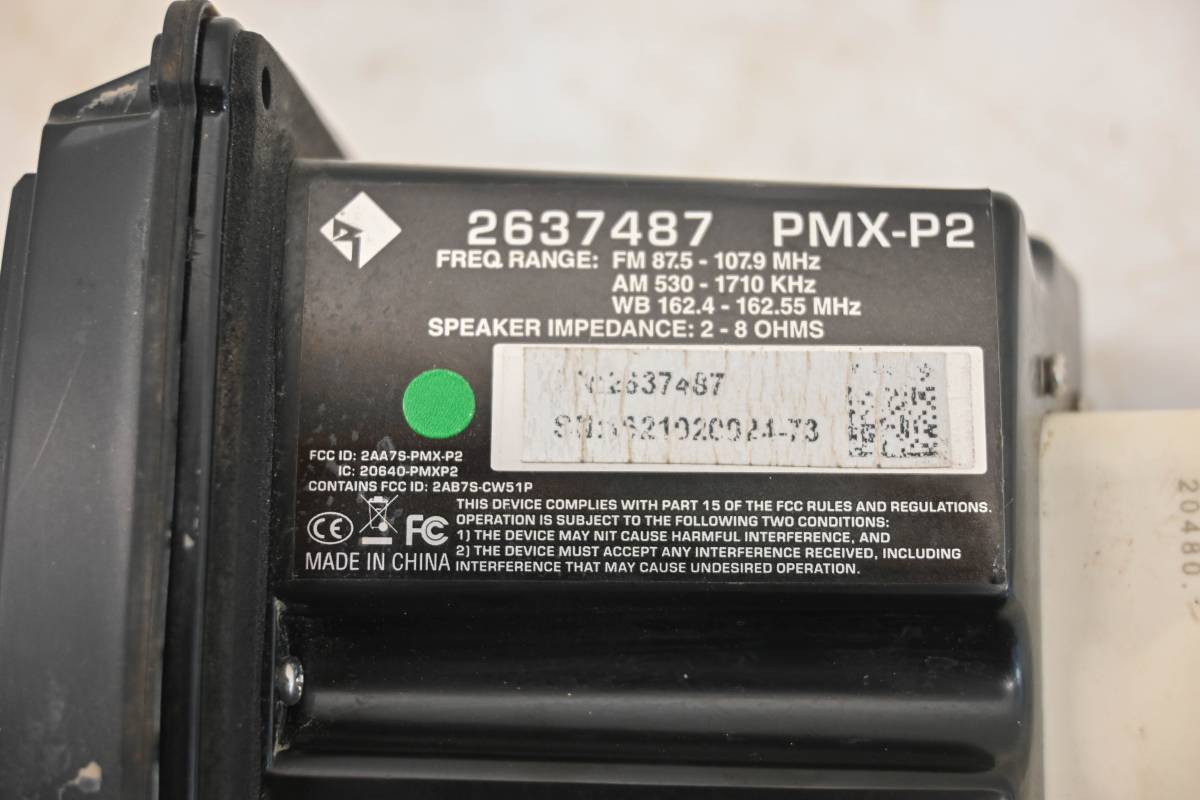 2637487 PMX-P2
FREQ RANGE: FM 87.5 - 107.9 MHz
AM 530 - 1710 KHz
WB 162.4 - 162.55 MHz
SPEAKER IMPEDANCE: 2 - 8 OHMS
2637487
FCC ID: 2AA7S-PMX-P2
IC: 20640-PMXP2
CONTAINS FCC ID: 2AB7S-CW51P
CE FC
MADE IN CHINA
THIS DEVICE COMPLIES WITH PART 15 OF THE FCC RULES AND REGULATIONS.
OPERATION IS SUBJECT TO THE FOLLOWING TWO CONDITIONS:
1) THE DEVICE MAY NIT CAUSE HARMFUL INTERFERENCE, AND
2) THE DEVICE MUST ACCEPT ANY INTERFERENCE RECEIVED, INCLUDING
INTERFERENCE THAT MAY CAUSE UNDESIRED OPERATION.